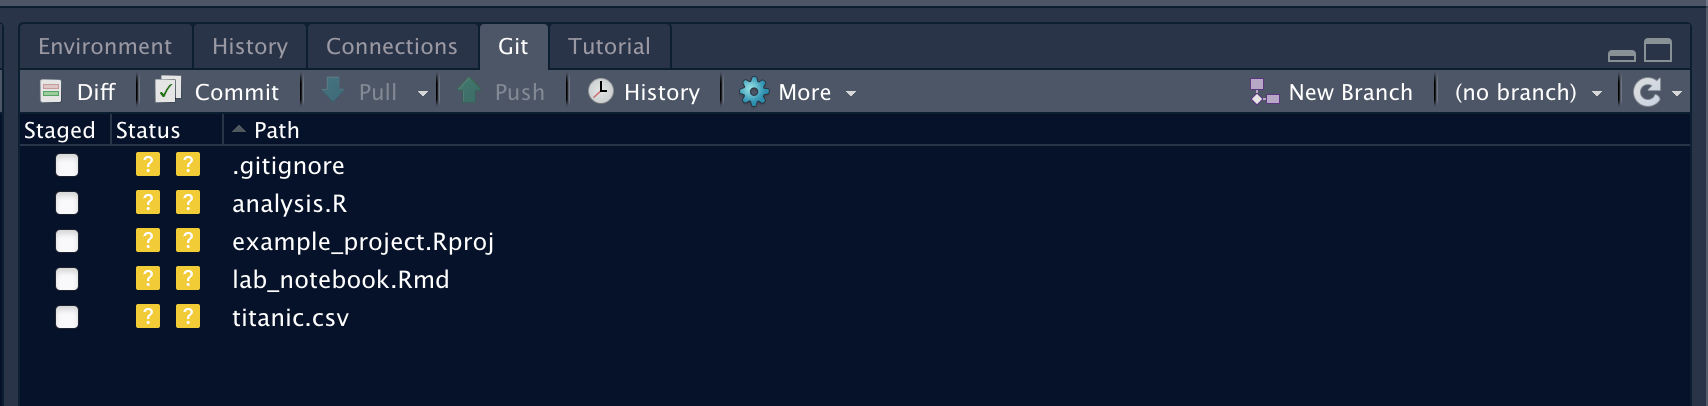 Environment History Connections Git Tutorial
Diff Commit Pull Push History More New Branch (no branch)
Staged Status Path
? ? .gitignore
? ? analysis.R
? ? example_project.Rproj
? ? lab_notebook.Rmd
? ? titanic.csv